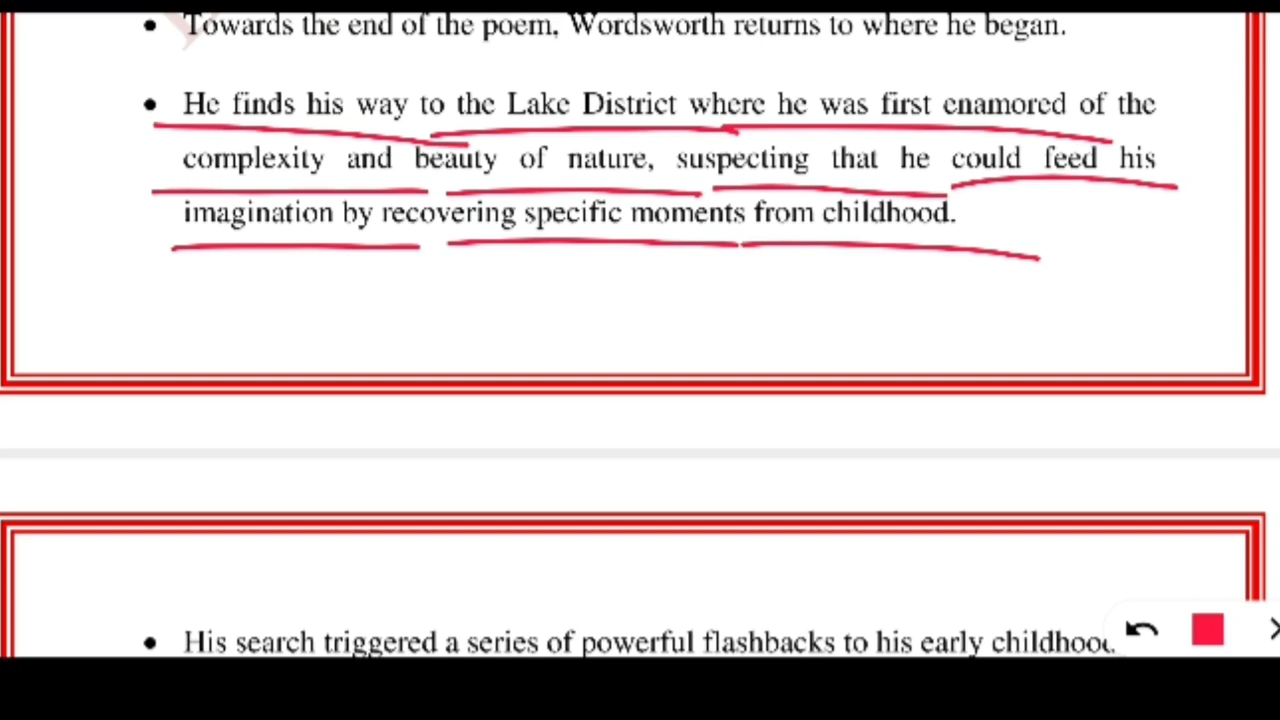 • Towards the end of the poem, Wordsworth returns to where he began.
• He finds his way to the Lake District where he was first enamored of the
complexity and beauty of nature, suspecting that he could feed his
imagination by recovering specific moments from childhood.
• His search triggered a series of powerful flashbacks to his early childhood